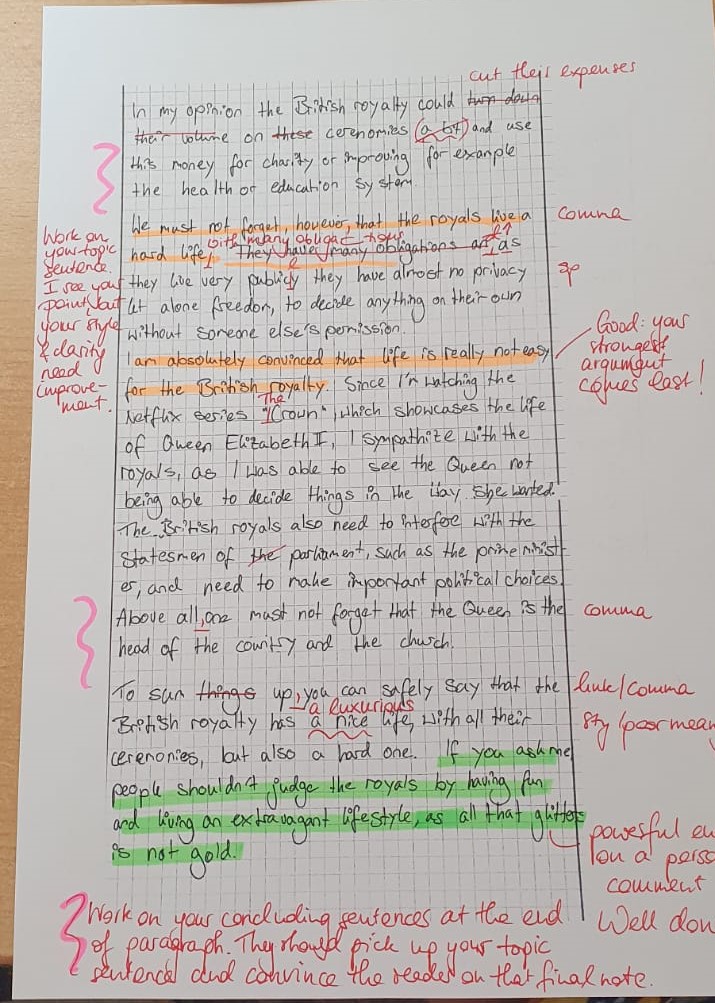 cut their expenses
In my opinion the British royalty could turn down
their volume on these ceremonies (a bit) and use
this money for charity or improving for example
the health or education system.
We must not forget, however, that the royals live a
comma
with many obligations
hard life, They have many obligations and, as
they live very publicly they have almost no privacy
sp
let alone freedom, to decide anything on their own
without someone else's permission.
Work on
your topic
sentence.
I see your
point, but
your style
& clarity
need
improve-
ment.
I am absolutely convinced that life is really not easy
for the British royalty. Since I'm watching the
Good: your
strongest
argument
comes last!
The
Netflix series "Crown", which showcases the life
of Queen Elizabeth II, I sympathize with the
royals, as I was able to see the Queen not
being able to decide things in the way she wanted.
The British royals also need to interfere with the
statesmen of the parliament, such as the prime minist
er, and need to make important political choices.
Above all, one must not forget that the Queen is the
comma
head of the country and the church.
To sum things up, you can safely say that the
link/comma
a luxurious
British royalty has a nice life, with all their
sty/poor mean
ceremonies, but also a hard one. If you ask me
people shouldn't judge the royals by having fun
and living an extravagant lifestyle, as all that glitters
is not gold.
powerful en
on a perso
comment
Well don
Work on your concluding sentences at the end
of paragraph. They should pick up your topic
sentence and convince the reader on that final note.